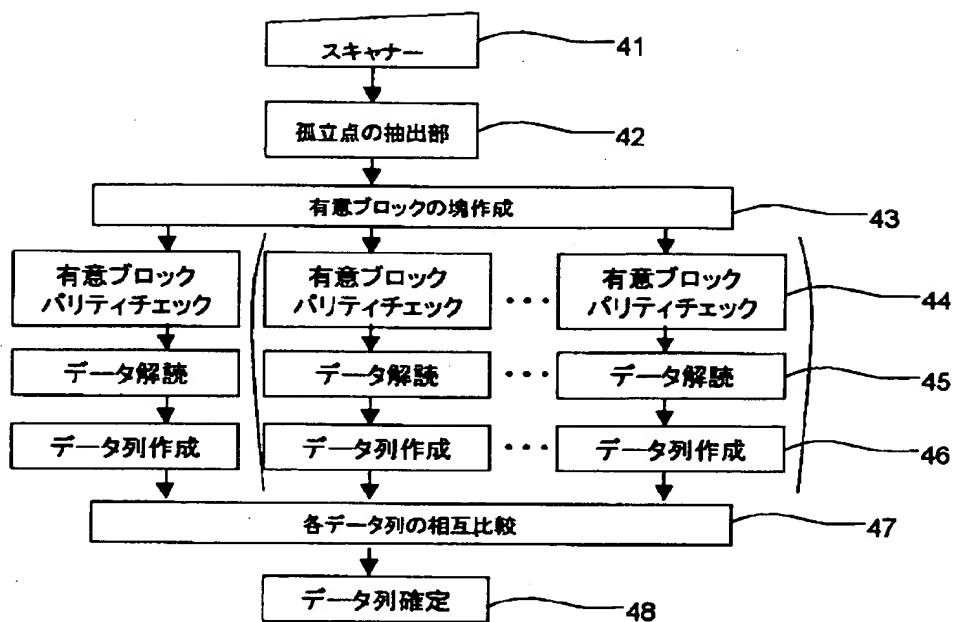 スキャナー
41
孤立点の抽出部
42
有意ブロックの塊作成
43
有意ブロック
パリティチェック
有意ブロック
パリティチェック
・・・
有意ブロック
パリティチェック
44
データ解読
データ解読
・・・
データ解読
45
データ列作成
データ列作成
・・・
データ列作成
46
各データ列の相互比較
47
データ列確定
48